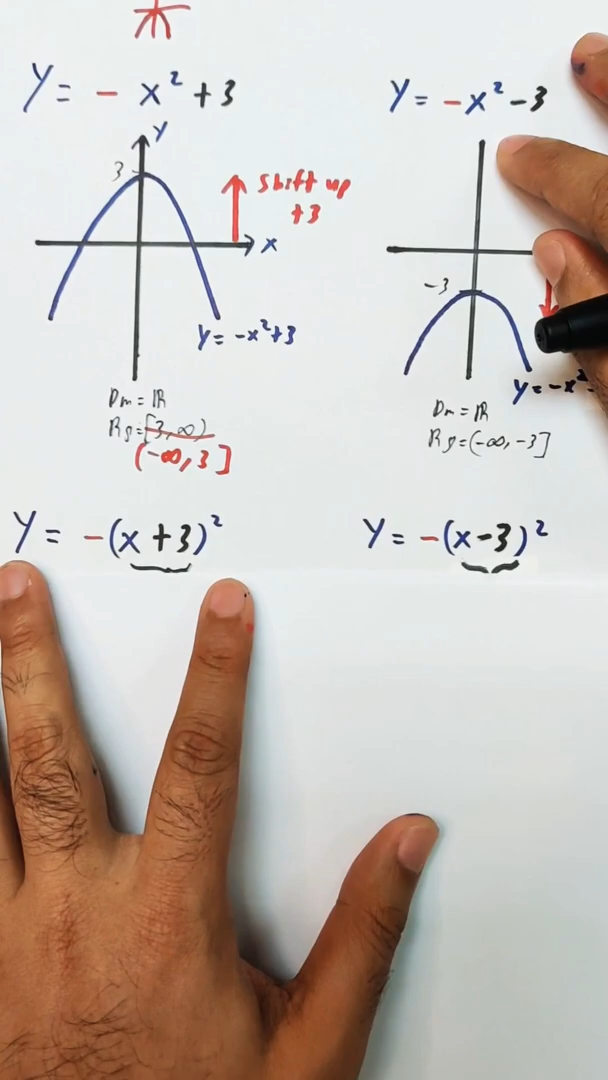 Y = - x² + 3
Y
3
shift up
+3
x
y = -x²+3
Dm = ℝ
Rg = [3, ∞)
(-∞, 3]
Y = -x² - 3
-3
y = -x²-
Dm = ℝ
Rg = (-∞, -3]
Y = -(x + 3)²
Y = -(x - 3)²